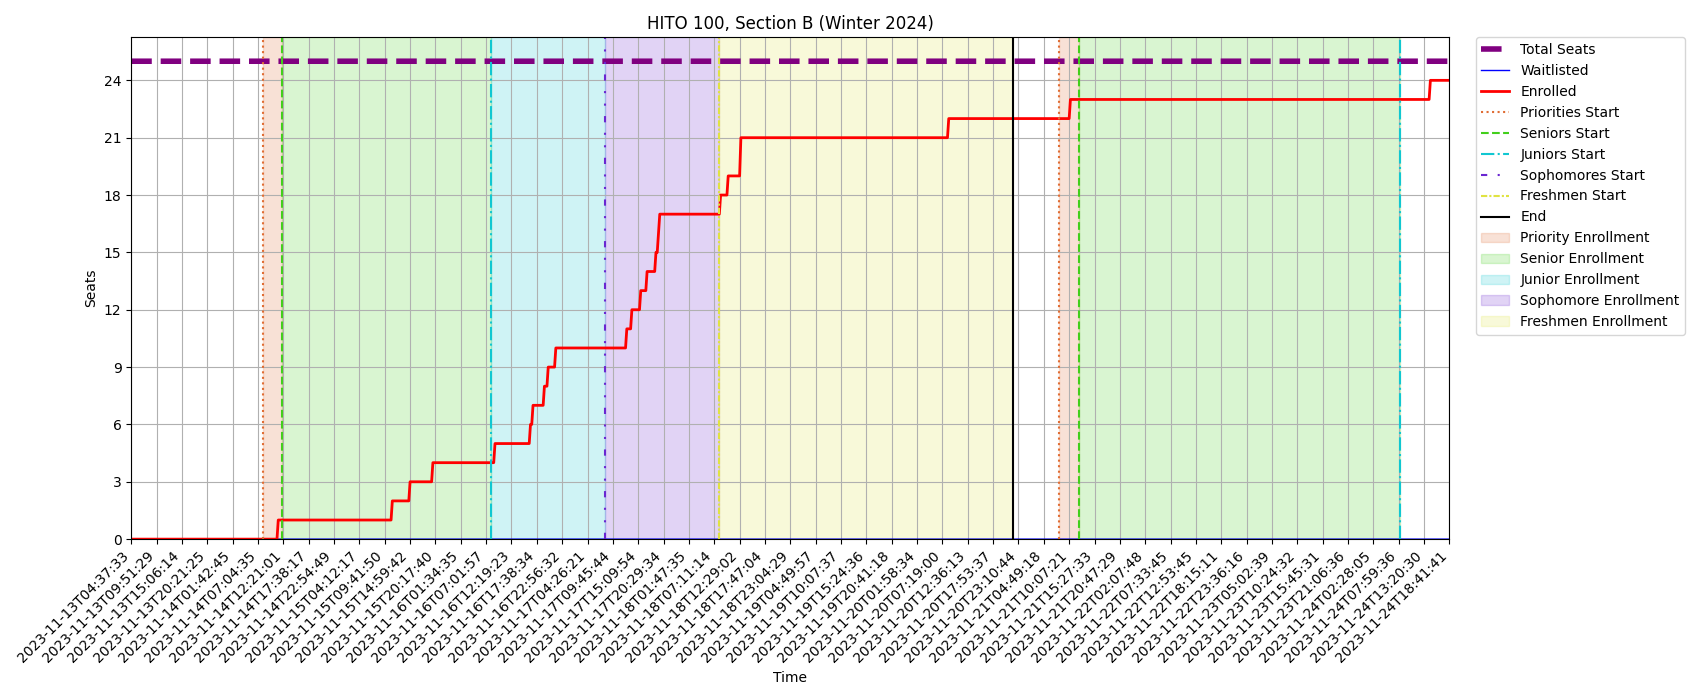 HITO 100, Section B (Winter 2024)
Total Seats
Waitlisted
Enrolled
Priorities Start
Seniors Start
Juniors Start
Sophomores Start
Freshmen Start
End
Priority Enrollment
Senior Enrollment
Junior Enrollment
Sophomore Enrollment
Freshmen Enrollment
Seats
24
21
18
15
12
9
6
3
0
2023-11-13T04:37:33
2023-11-13T09:51:29
2023-11-13T15:06:14
2023-11-13T20:21:25
2023-11-14T01:42:45
2023-11-14T07:04:35
2023-11-14T12:21:01
2023-11-14T17:38:17
2023-11-14T22:54:49
2023-11-15T04:12:17
2023-11-15T09:41:50
2023-11-15T14:59:42
2023-11-15T20:17:40
2023-11-16T01:34:35
2023-11-16T07:01:57
2023-11-16T12:19:23
2023-11-16T17:38:34
2023-11-16T22:56:32
2023-11-17T04:26:21
2023-11-17T09:45:44
2023-11-17T15:09:54
2023-11-17T20:29:34
2023-11-18T01:47:35
2023-11-18T07:11:14
2023-11-18T12:29:02
2023-11-18T17:47:04
2023-11-18T23:04:29
2023-11-19T04:49:57
2023-11-19T10:07:37
2023-11-19T15:24:36
2023-11-19T20:41:18
2023-11-20T01:58:34
2023-11-20T07:19:00
2023-11-20T12:36:13
2023-11-20T17:53:37
2023-11-20T23:10:44
2023-11-21T04:49:18
2023-11-21T10:07:21
2023-11-21T15:27:33
2023-11-21T20:47:29
2023-11-22T02:07:48
2023-11-22T07:33:45
2023-11-22T12:53:45
2023-11-22T18:15:11
2023-11-22T23:36:16
2023-11-23T05:02:39
2023-11-23T10:24:32
2023-11-23T15:45:31
2023-11-23T21:06:36
2023-11-24T02:28:05
2023-11-24T07:59:36
2023-11-24T13:20:30
2023-11-24T18:41:41
Time